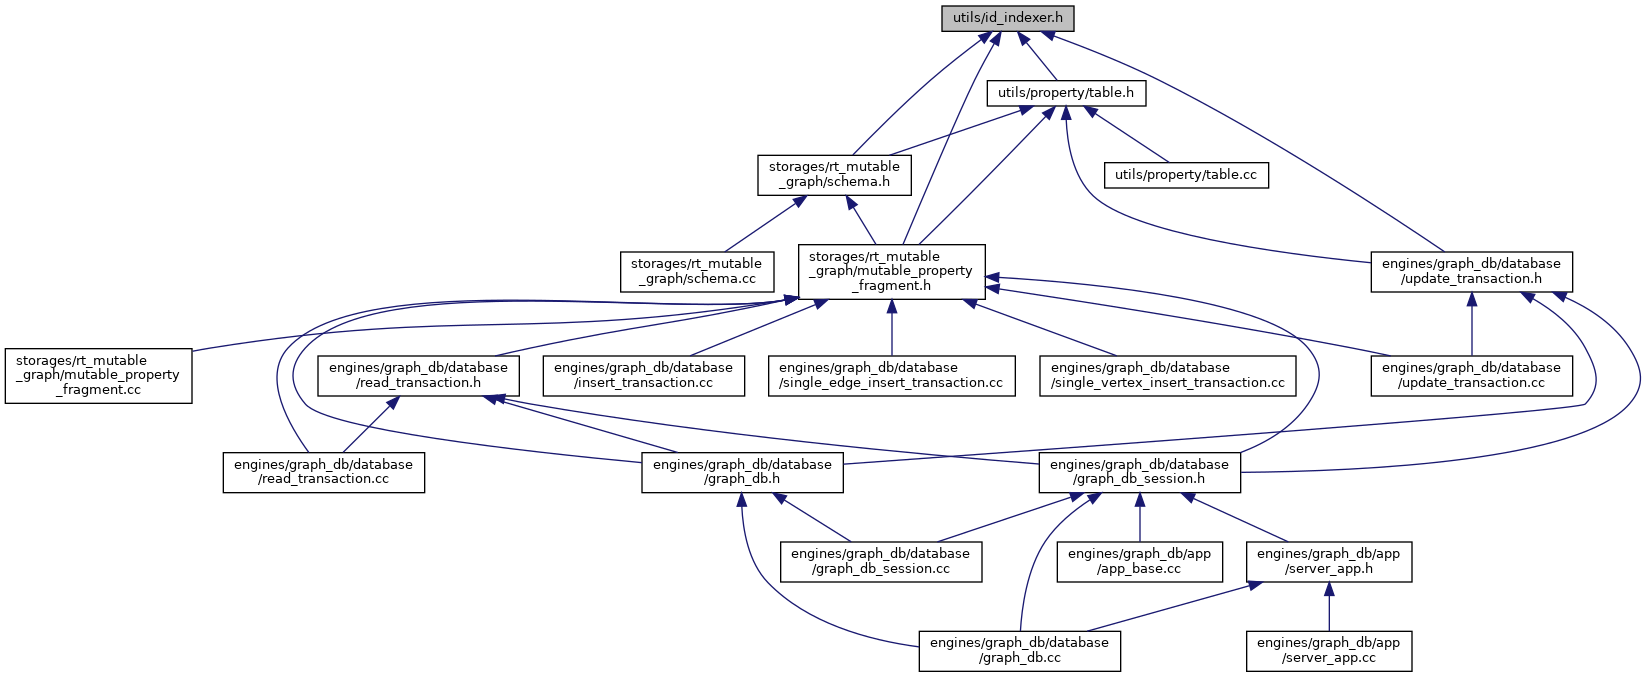 utils/id_indexer.h
utils/property/table.h
storages/rt_mutable
_graph/schema.h
utils/property/table.cc
storages/rt_mutable
_graph/schema.cc
storages/rt_mutable
_graph/mutable_property
_fragment.h
engines/graph_db/database
/update_transaction.h
storages/rt_mutable
_graph/mutable_property
_fragment.cc
engines/graph_db/database
/read_transaction.h
engines/graph_db/database
/insert_transaction.cc
engines/graph_db/database
/single_edge_insert_transaction.cc
engines/graph_db/database
/single_vertex_insert_transaction.cc
engines/graph_db/database
/update_transaction.cc
engines/graph_db/database
/read_transaction.cc
engines/graph_db/database
/graph_db.h
engines/graph_db/database
/graph_db_session.h
engines/graph_db/database
/graph_db_session.cc
engines/graph_db/app
/app_base.cc
engines/graph_db/app
/server_app.h
engines/graph_db/database
/graph_db.cc
engines/graph_db/app
/server_app.cc